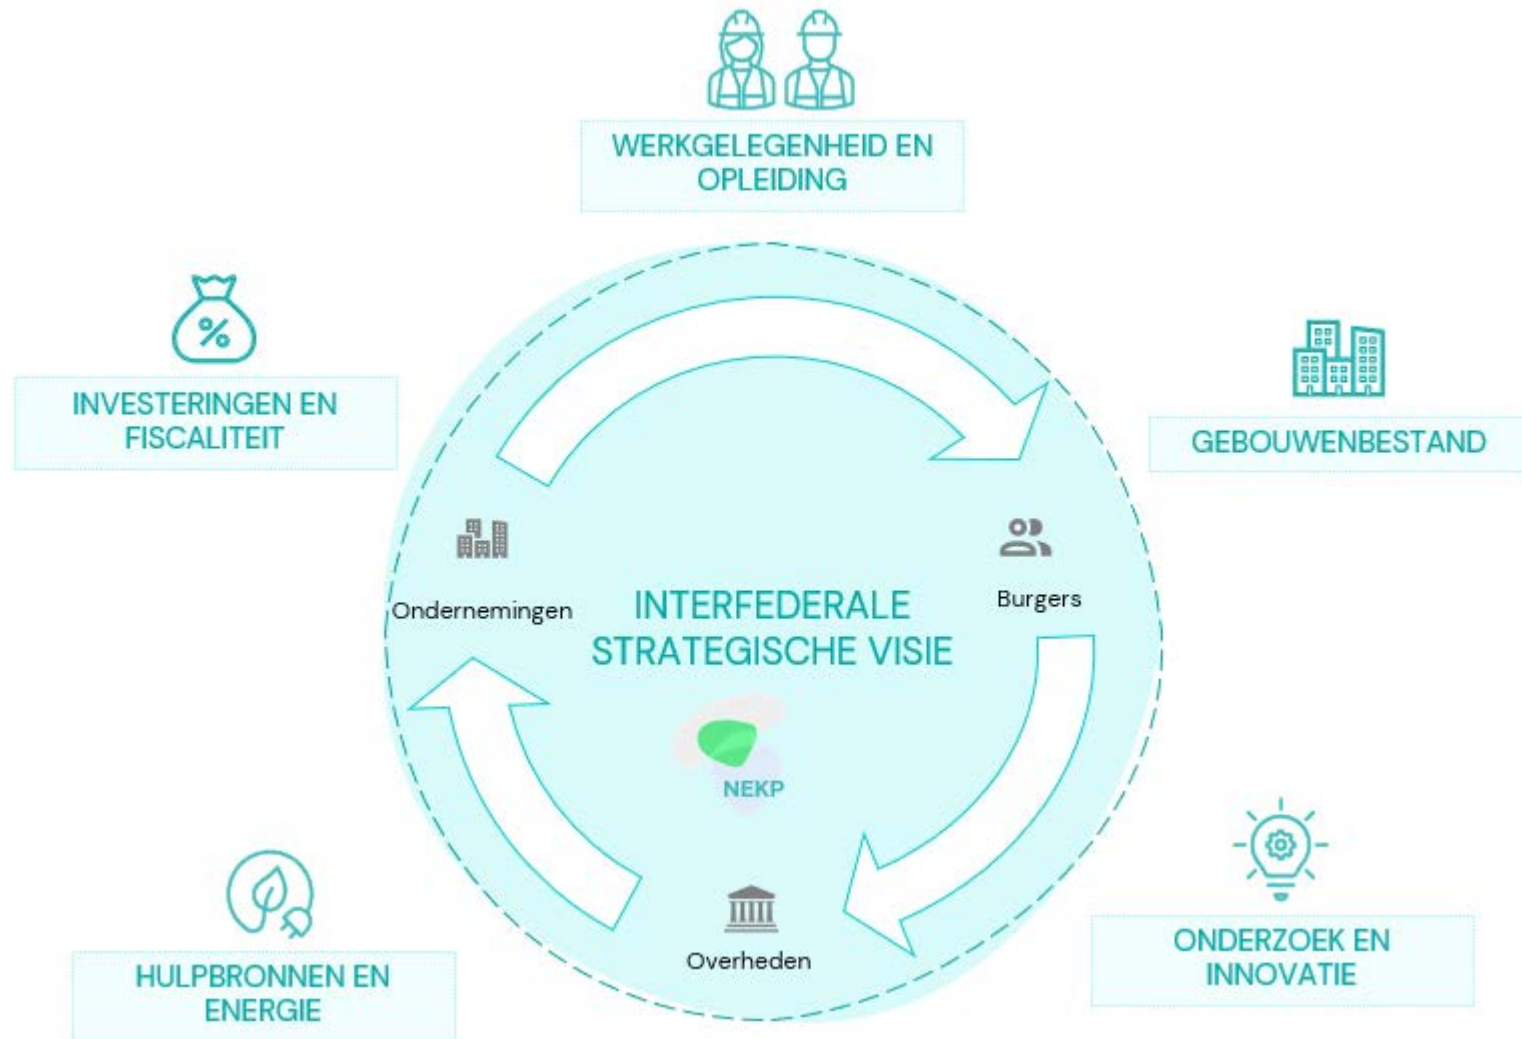 WERKGELEGENHEID EN
OPLEIDING
%
INVESTERINGEN EN
FISCALITEIT
GEBOUWENBESTAND
Ondernemingen
Burgers
INTERFEDERALE
STRATEGISCHE VISIE
NEKP
Overheden
HULPBRONNEN EN
ENERGIE
ONDERZOEK EN
INNOVATIE